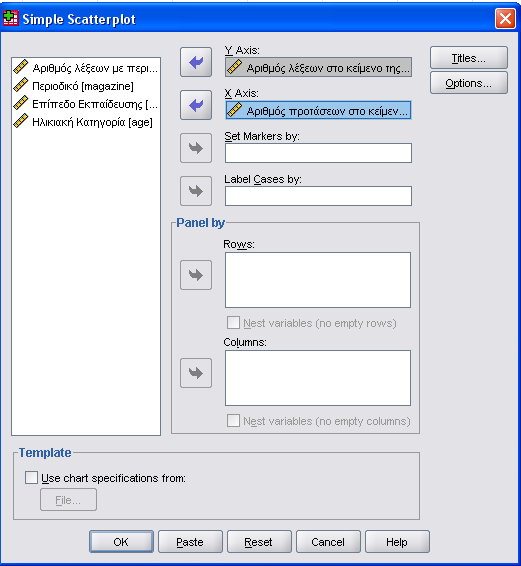 Simple Scatterplot
Αριθμός λέξεων με περι...
Περιοδικό [magazine]
Επίπεδο Εκπαίδευσης [...
Ηλικιακή Κατηγορία [age]
Y Axis:
Αριθμός λέξεων στο κείμενο της...
X Axis:
Αριθμός προτάσεων στο κείμεν...
Set Markers by:
Label Cases by:
Titles...
Options...
Panel by
Rows:
Nest variables (no empty rows)
Columns:
Nest variables (no empty columns)
Template
Use chart specifications from:
File...
OK Paste Reset Cancel Help